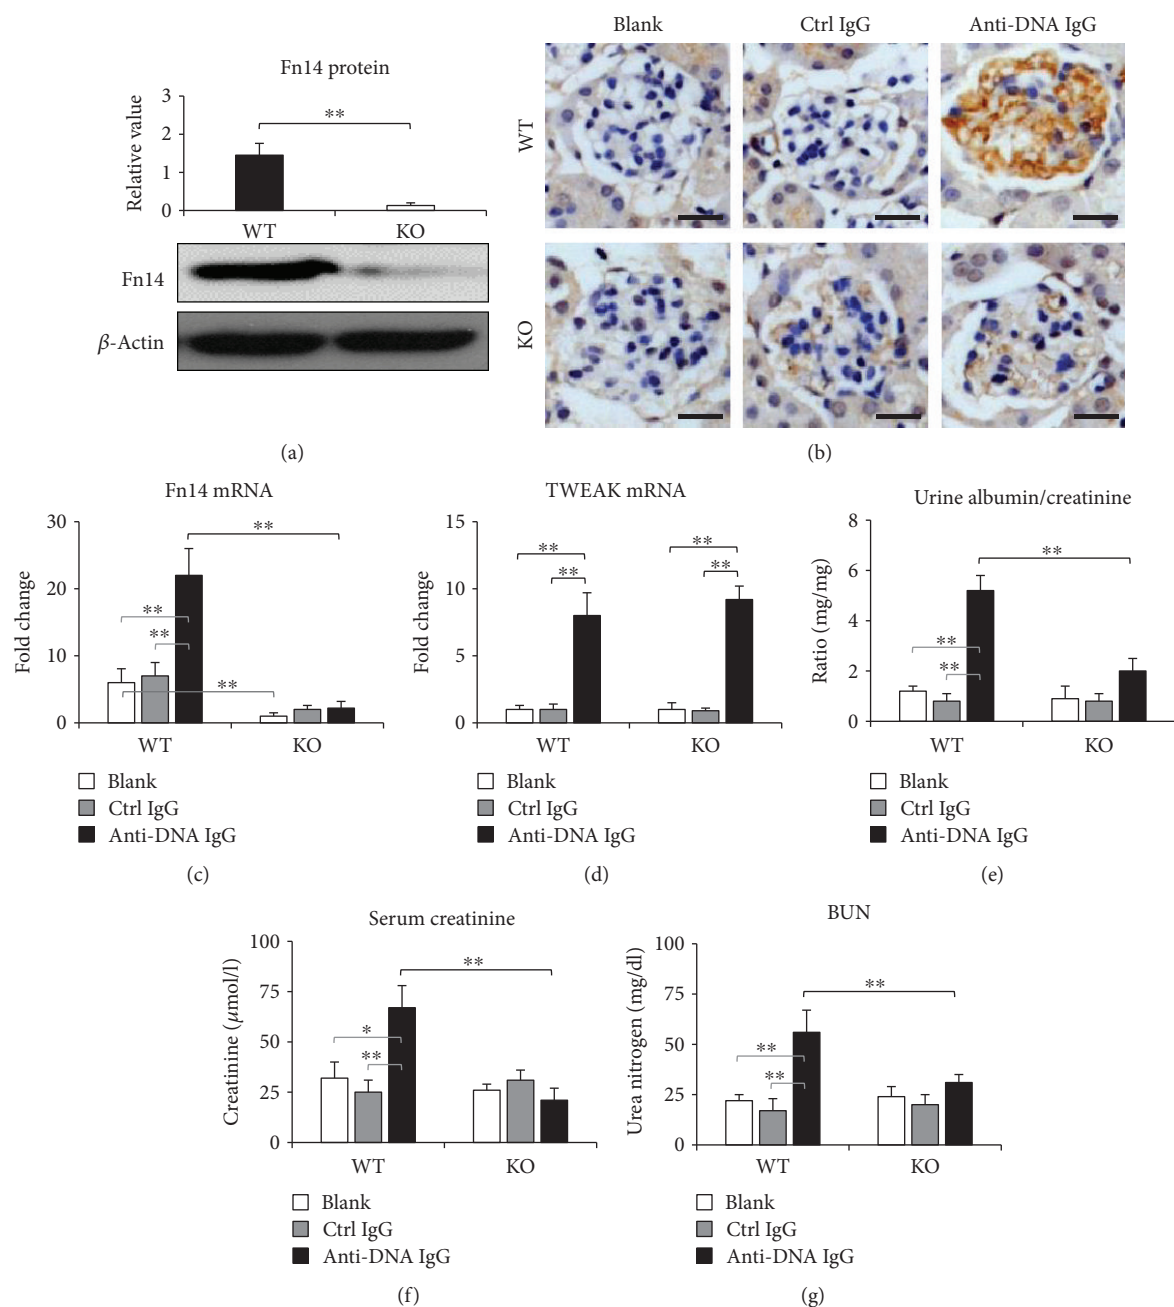 Fn14 protein
Relative value
3
2
1
0
**
WT KO
Fn14
β-Actin
(a)
Blank Ctrl IgG Anti-DNA IgG
WT
KO
(b)
Fn14 mRNA
Fold change
30
20
10
0
**
**
**
**
WT KO
Blank
Ctrl IgG
Anti-DNA IgG
(c)
TWEAK mRNA
Fold change
15
10
5
0
** **
** **
WT KO
Blank
Ctrl IgG
Anti-DNA IgG
(d)
Urine albumin/creatinine
Ratio (mg/mg)
8
6
4
2
0
**
**
**
WT KO
Blank
Ctrl IgG
Anti-DNA IgG
(e)
Serum creatinine
Creatinine (μmol/l)
100
75
50
25
0
**
*
**
WT KO
Blank
Ctrl IgG
Anti-DNA IgG
(f)
BUN
Urea nitrogen (mg/dl)
100
75
50
25
0
**
**
**
WT KO
Blank
Ctrl IgG
Anti-DNA IgG
(g)